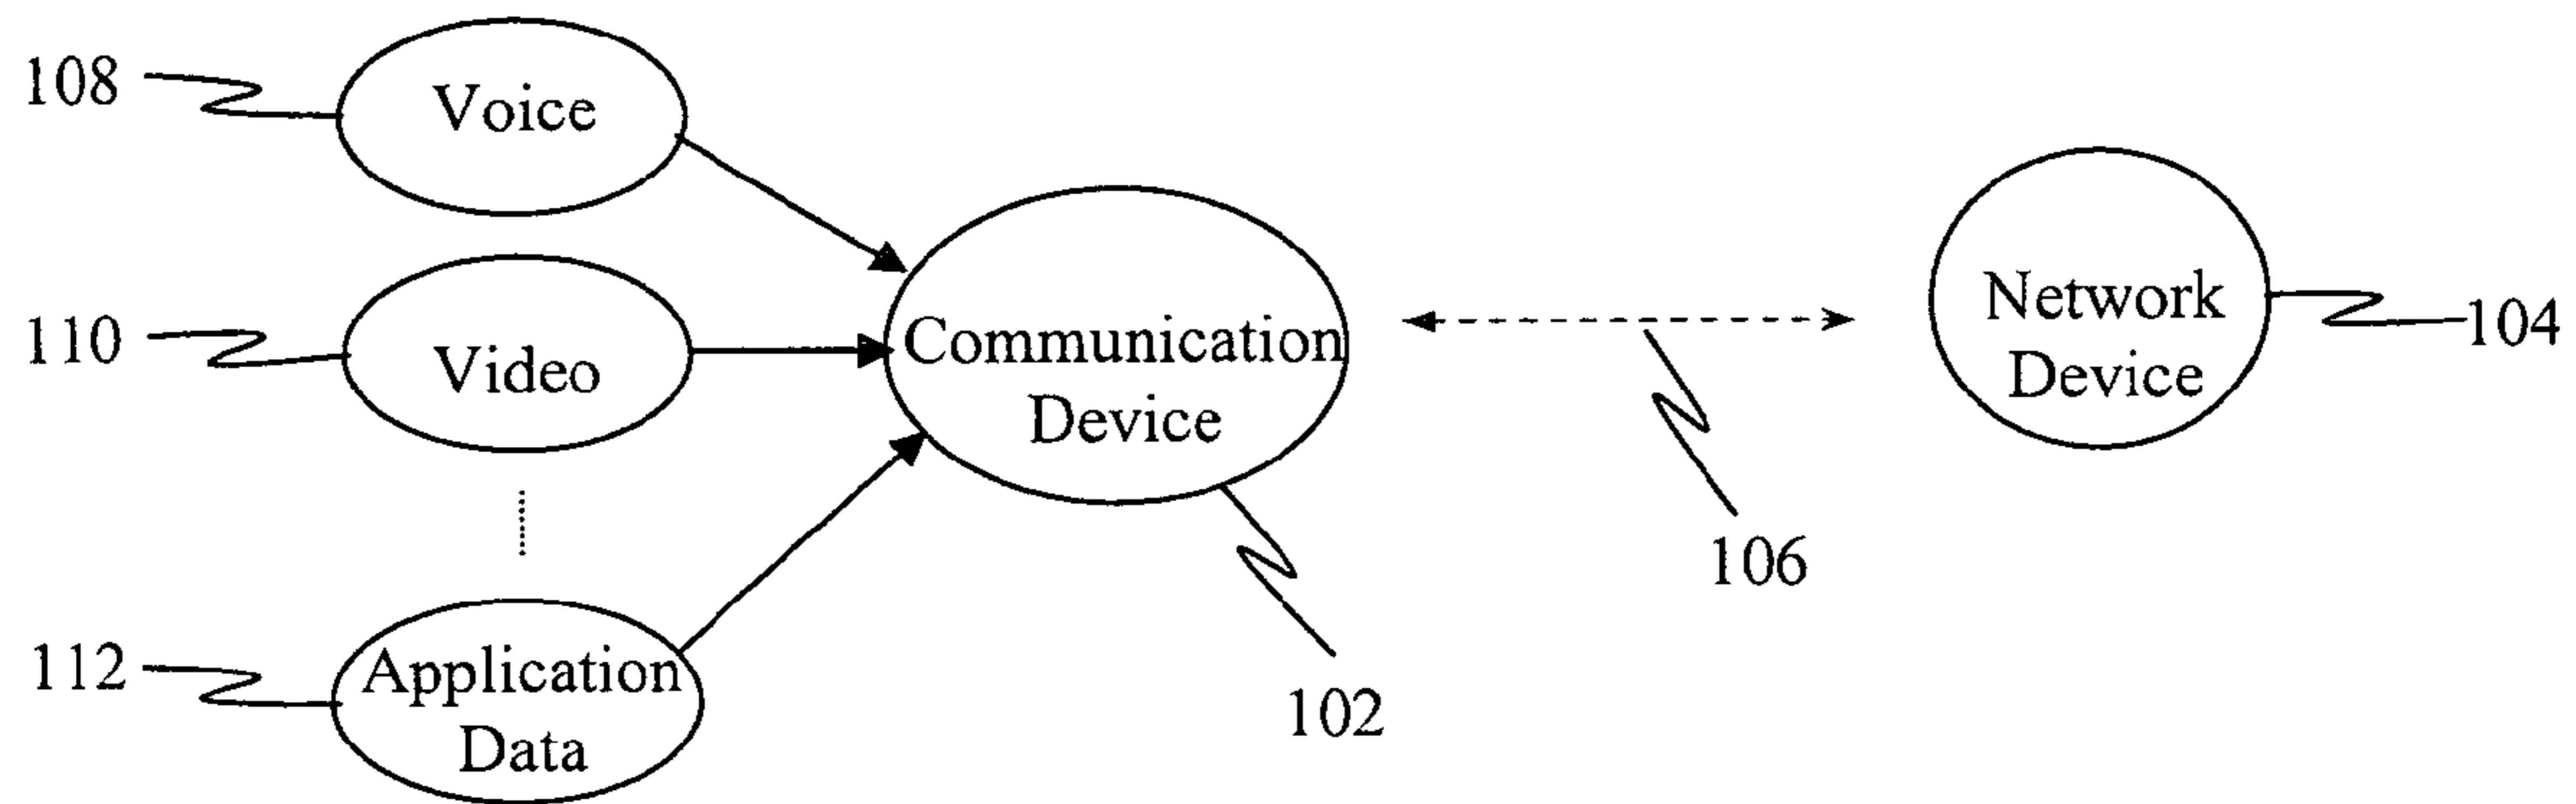 108
Voice
110
Video
112
Application
Data
Communication
Device
102
106
Network
Device
104